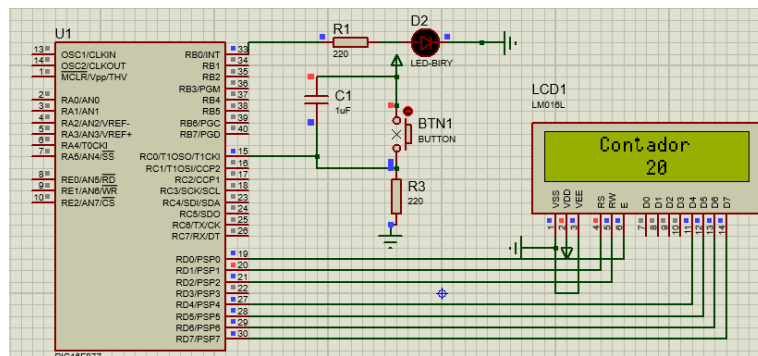 U1
13 OSC1/CLKIN
14 OSC2/CLKOUT
1 MCLR/Vpp/THV
2 RA0/AN0
3 RA1/AN1
4 RA2/AN2/VREF-
5 RA3/AN3/VREF+
6 RA4/T0CKI
7 RA5/AN4/SS
8 RE0/AN5/RD
9 RE1/AN6/WR
10 RE2/AN7/CS
RB0/INT 33
RB1 34
RB2 35
RB3/PGM 36
RB4 37
RB5 38
RB6/PGC 39
RB7/PGD 40
RC0/T1OSO/T1CKI 15
RC1/T1OSI/CCP2 16
RC2/CCP1 17
RC3/SCK/SCL 18
RC4/SDI/SDA 23
RC5/SDO 24
RC6/TX/CK 25
RC7/RX/DT 26
RD0/PSP0 19
RD1/PSP1 20
RD2/PSP2 21
RD3/PSP3 22
RD4/PSP4 27
RD5/PSP5 28
RD6/PSP6 29
RD7/PSP7 30
PIC16F877
R1
220
D2
LED-BIRY
C1
1uF
BTN1
BUTTON
R3
220
LCD1
LM016L
Contador
20
VSS VDD VEE RS RW E D0 D1 D2 D3 D4 D5 D6 D7
1 2 3 4 5 6 7 8 9 10 11 12 13 14